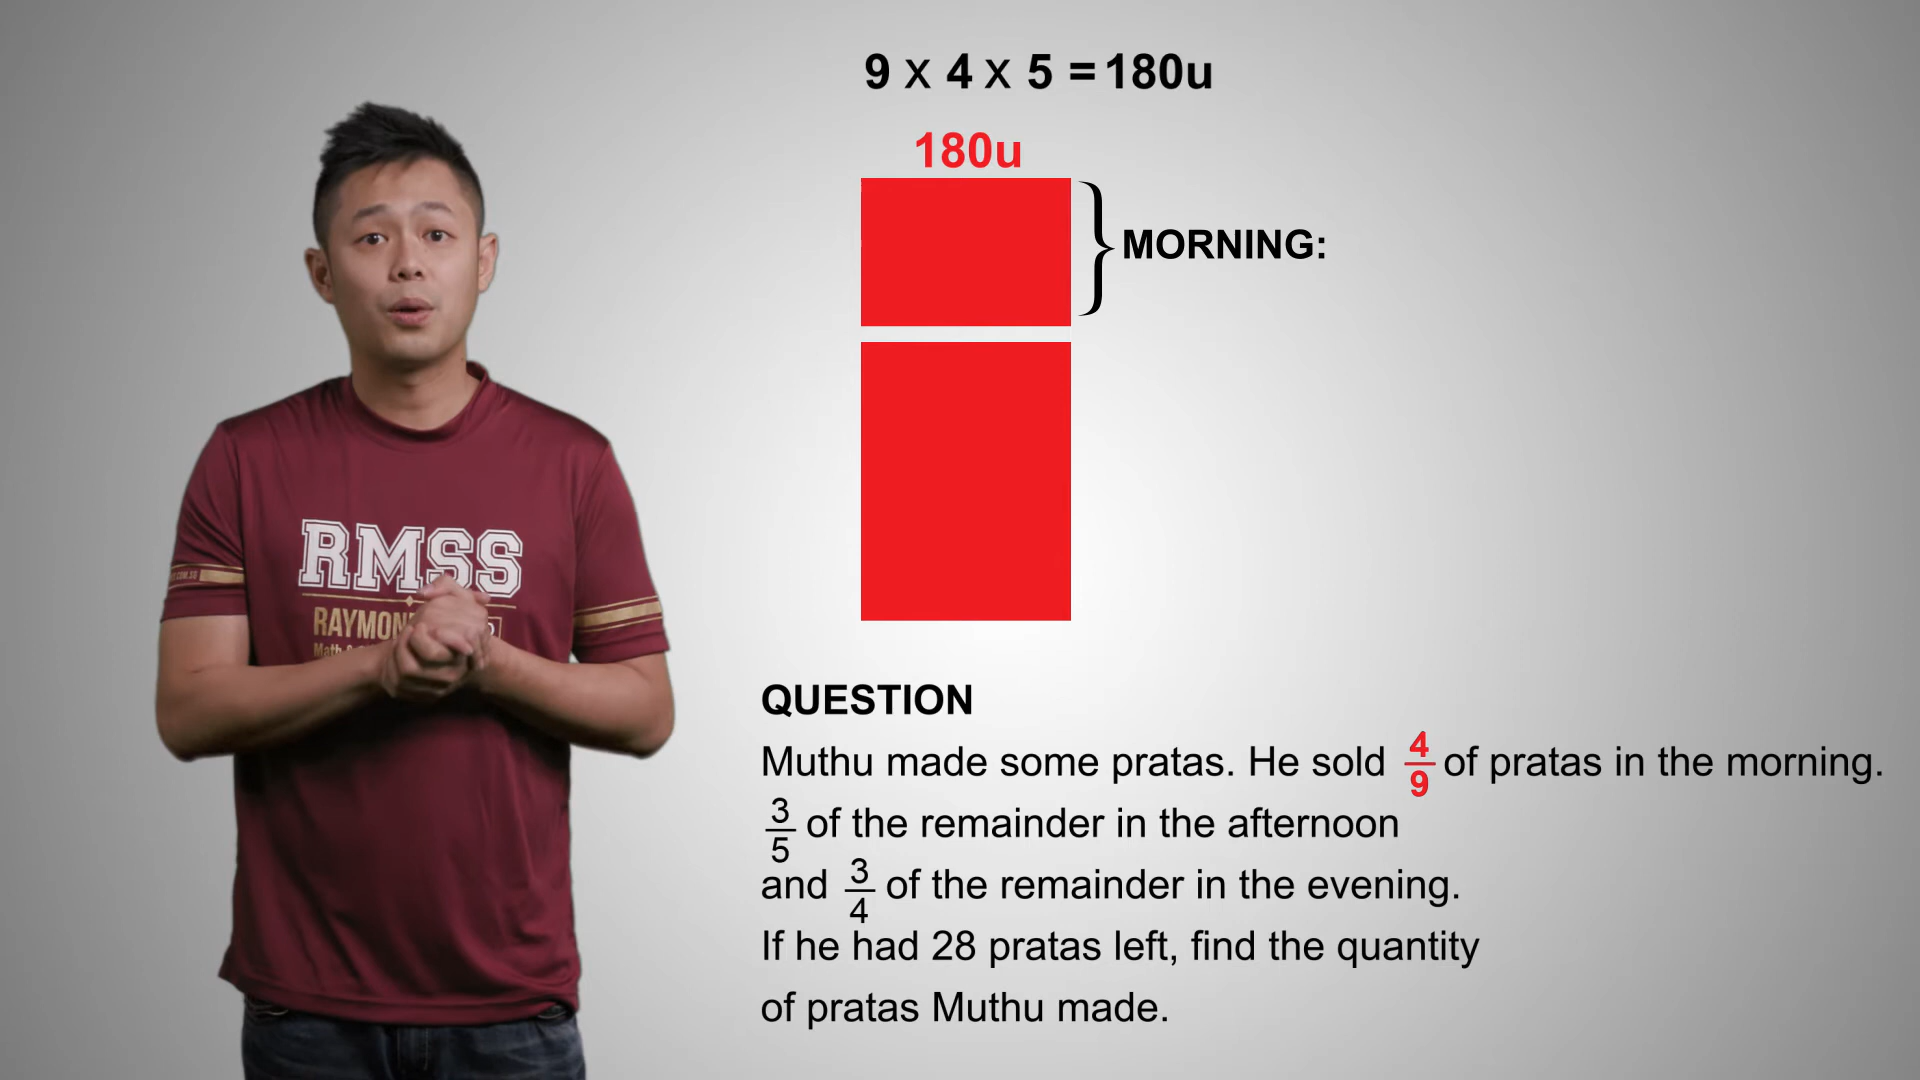 9 x 4 x 5 = 180u
180u
MORNING:
RMSS
QUESTION
Muthu made some pratas. He sold 4/9 of pratas in the morning.
3/5 of the remainder in the afternoon
and 3/4 of the remainder in the evening.
If he had 28 pratas left, find the quantity
of pratas Muthu made.